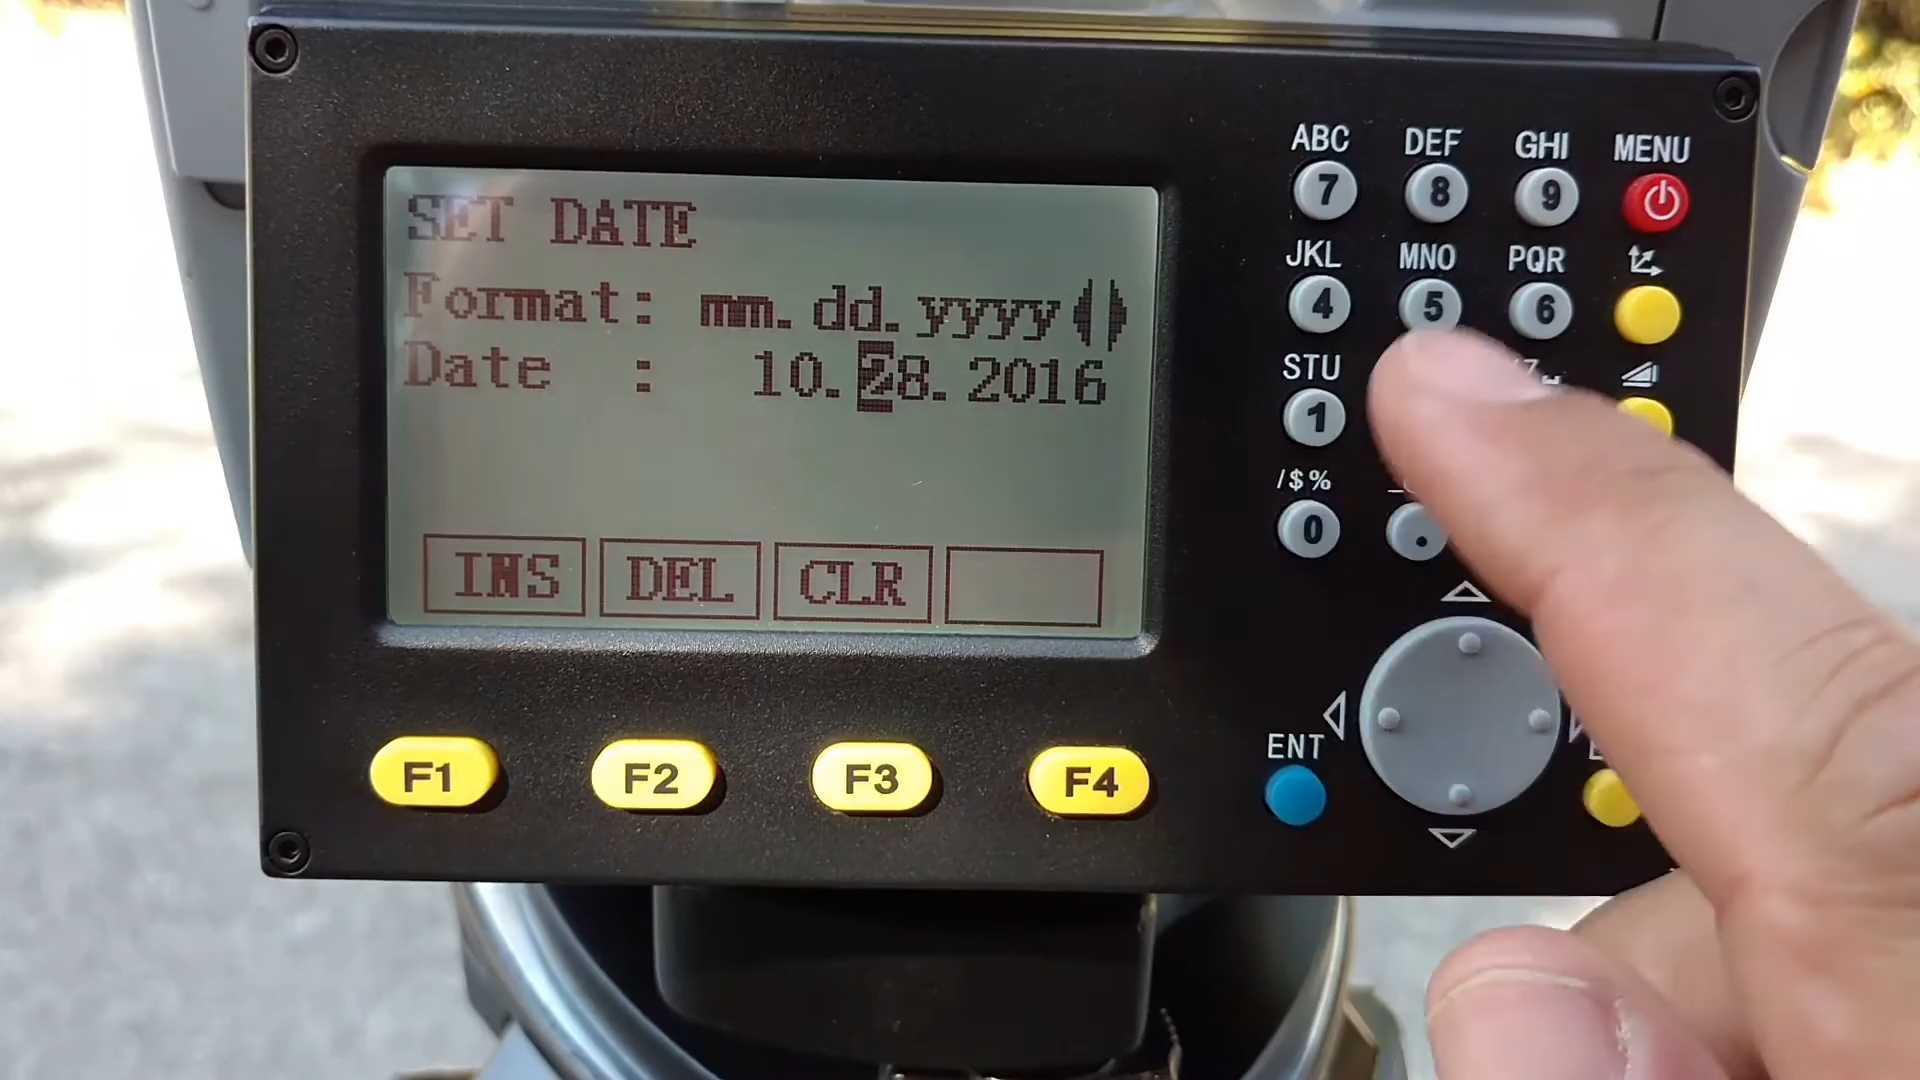 SET DATE
Format: mm.dd.yyyy
Date : 10.28.2016
INS DEL CLR
F1 F2 F3 F4
ABC DEF GHI MENU
7 8 9
JKL MNO PQR
4 5 6
STU
1
/$%
0 .
ENT